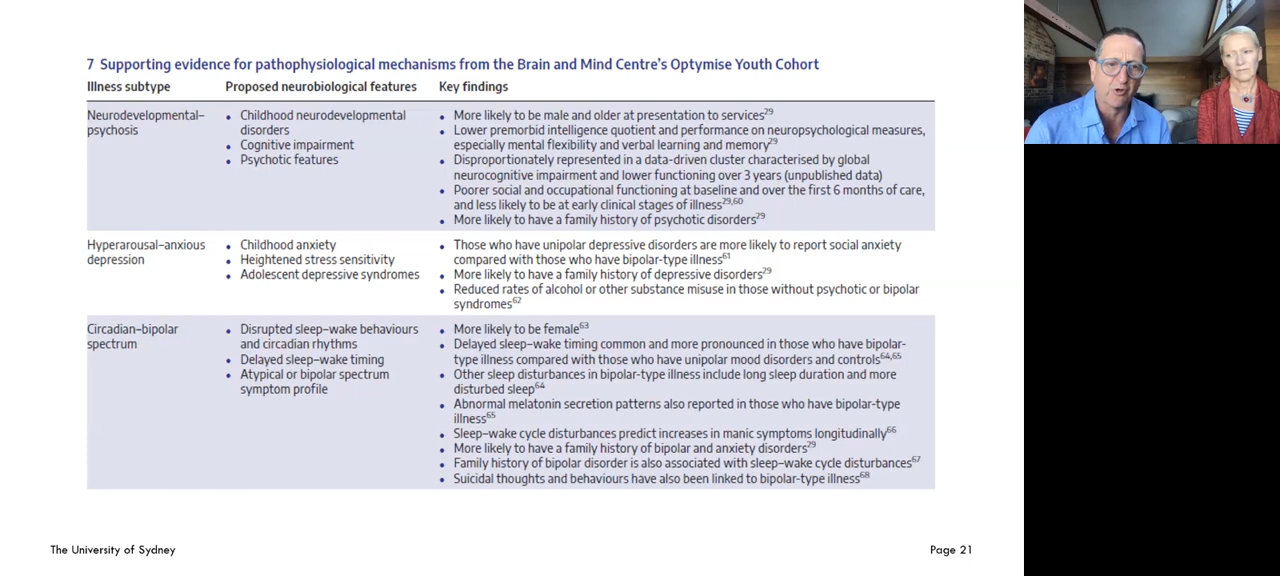 7 Supporting evidence for pathophysiological mechanisms from the Brain and Mind Centre's Optymise Youth Cohort
Illness subtype Proposed neurobiological features Key findings
Neurodevelopmental–
psychosis
• Childhood neurodevelopmental
disorders
• Cognitive impairment
• Psychotic features
• More likely to be male and older at presentation to services29
• Lower premorbid intelligence quotient and performance on neuropsychological measures,
especially mental flexibility and verbal learning and memory29
• Disproportionately represented in a data-driven cluster characterised by global
neurocognitive impairment and lower functioning over 3 years (unpublished data)
• Poorer social and occupational functioning at baseline and over the first 6 months of care,
and less likely to be at early clinical stages of illness29,60
• More likely to have a family history of psychotic disorders29
Hyperarousal–anxious
depression
• Childhood anxiety
• Heightened stress sensitivity
• Adolescent depressive syndromes
• Those who have unipolar depressive disorders are more likely to report social anxiety
compared with those who have bipolar-type illness61
• More likely to have a family history of depressive disorders29
• Reduced rates of alcohol or other substance misuse in those without psychotic or bipolar
syndromes62
Circadian–bipolar
spectrum
• Disrupted sleep–wake behaviours
and circadian rhythms
• Delayed sleep–wake timing
• Atypical or bipolar spectrum
symptom profile
• More likely to be female63
• Delayed sleep–wake timing common and more pronounced in those who have bipolar-
type illness compared with those who have unipolar mood disorders and controls64,65
• Other sleep disturbances in bipolar-type illness include long sleep duration and more
disturbed sleep64
• Abnormal melatonin secretion patterns also reported in those who have bipolar-type
illness65
• Sleep–wake cycle disturbances predict increases in manic symptoms longitudinally66
• More likely to have a family history of bipolar and anxiety disorders29
• Family history of bipolar disorder is also associated with sleep–wake cycle disturbances67
• Suicidal thoughts and behaviours have also been linked to bipolar-type illness68
The University of Sydney
Page 21